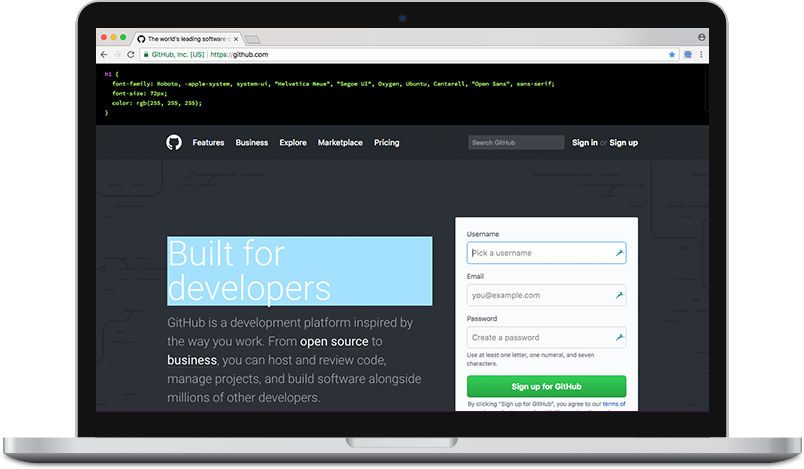 The world's leading software d
GitHub, Inc. [US]
https://github.com
h1 {
font-family: Roboto, -apple-system, system-ui, "Helvetica Neue", "Segoe UI", Oxygen, Ubuntu, Cantarell, "Open Sans", sans-serif;
font-size: 72px;
color: rgb(255, 255, 255);
}
Features Business Explore Marketplace Pricing
Search GitHub
Sign in or Sign up
Built for
developers
GitHub is a development platform inspired by
the way you work. From open source to
business, you can host and review code,
manage projects, and build software alongside
millions of other developers.
Username
Pick a username
Email
you@example.com
Password
Create a password
Use at least one letter, one numeral, and seven
characters.
Sign up for GitHub
By clicking "Sign up for GitHub", you agree to our terms of